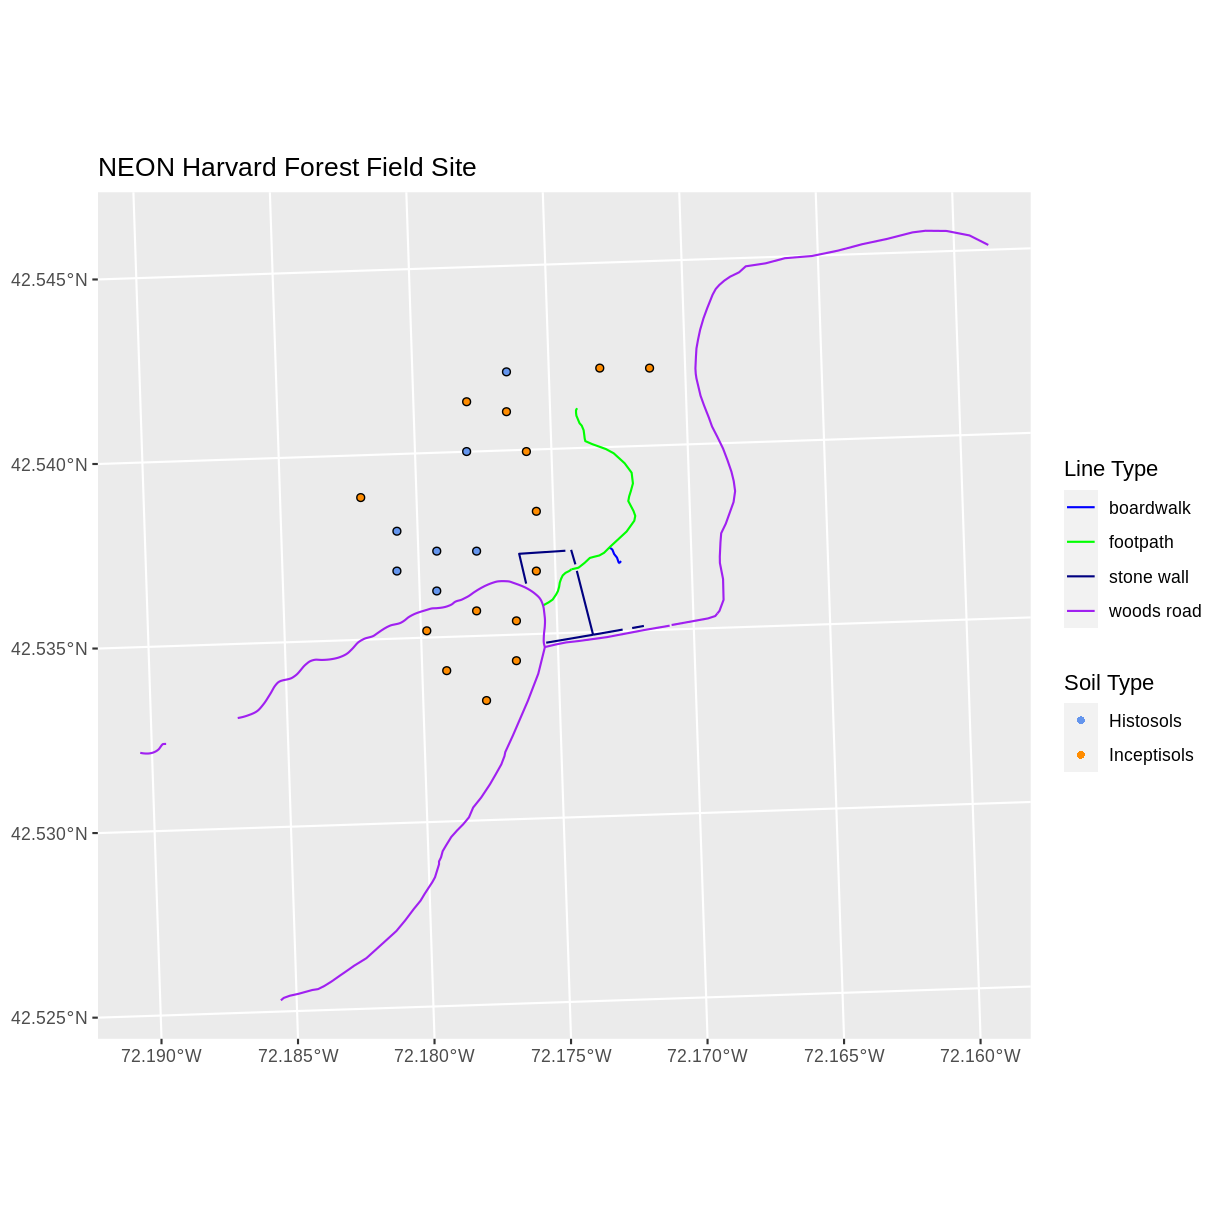 NEON Harvard Forest Field Site
42.545°N
42.540°N
42.535°N
42.530°N
42.525°N
72.190°W
72.185°W
72.180°W
72.175°W
72.170°W
72.165°W
72.160°W
Line Type
boardwalk
footpath
stone wall
woods road
Soil Type
Histosols
Inceptisols